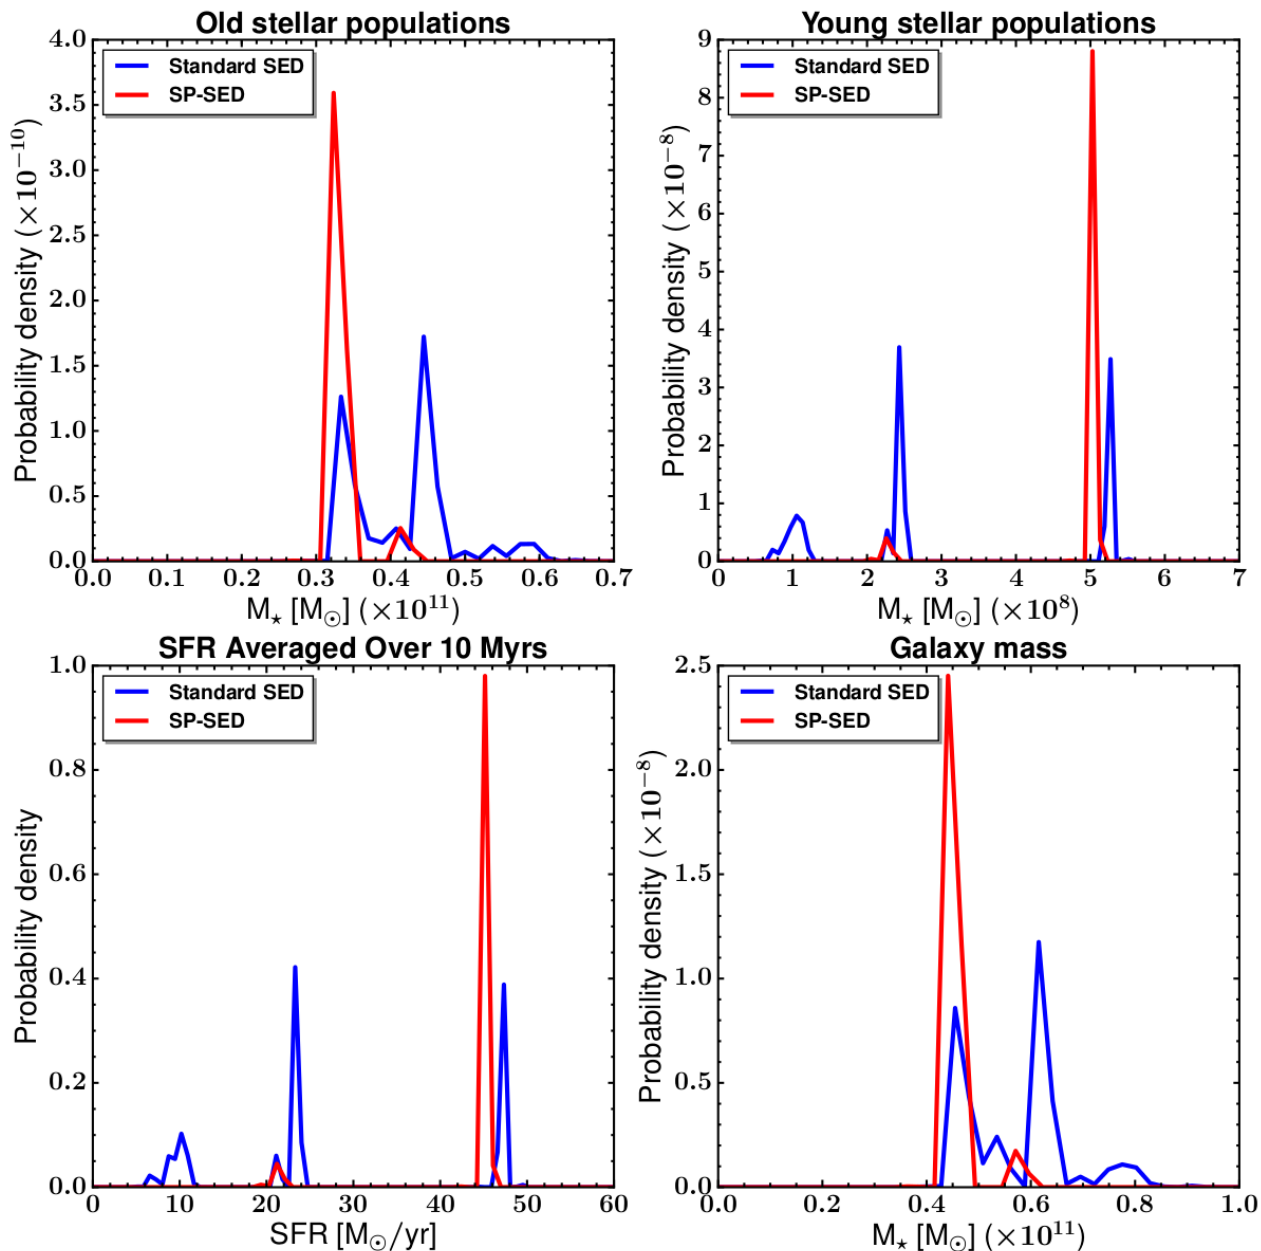 Old stellar populations
Standard SED
SP-SED
4.0
3.5
3.0
2.5
2.0
1.5
1.0
0.5
0.0
0.0 0.1 0.2 0.3 0.4 0.5 0.6 0.7
Probability density (×10⁻¹⁰)
M⋆ [M⊙] (×10¹¹)
Young stellar populations
Standard SED
SP-SED
9
8
7
6
5
4
3
2
1
0
0 1 2 3 4 5 6 7
Probability density (×10⁻⁸)
M⋆ [M⊙] (×10⁸)
SFR Averaged Over 10 Myrs
Standard SED
SP-SED
1.0
0.8
0.6
0.4
0.2
0.0
0 10 20 30 40 50 60
Probability density
SFR [M⊙/yr]
Galaxy mass
Standard SED
SP-SED
2.5
2.0
1.5
1.0
0.5
0.0
0.0 0.2 0.4 0.6 0.8 1.0
Probability density (×10⁻⁸)
M⋆ [M⊙] (×10¹¹)